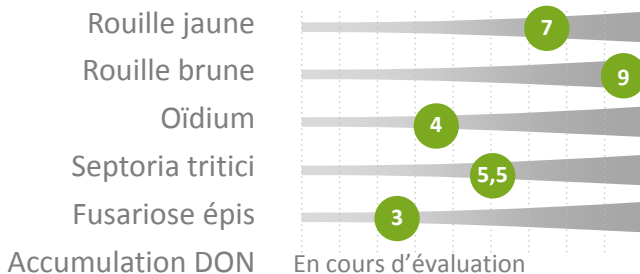 Rouille jaune 7
Rouille brune 9
Oïdium 4
Septoria tritici 5,5
Fusariose épis 3
Accumulation DON En cours d'évaluation